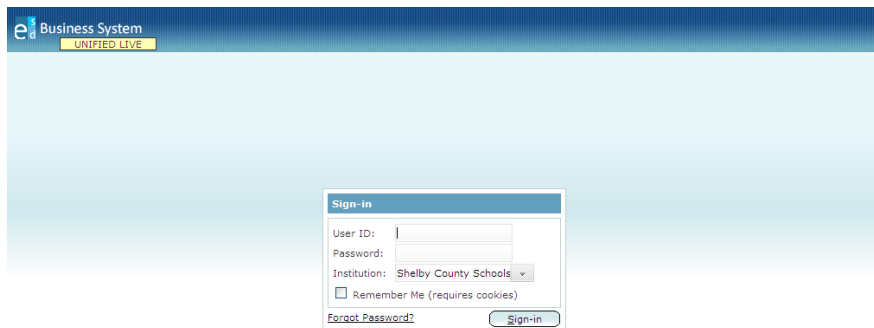 esd Business System
UNIFIED LIVE
Sign-in
User ID:
Password:
Institution: Shelby County Schools
Remember Me (requires cookies)
Forgot Password? Sign-in